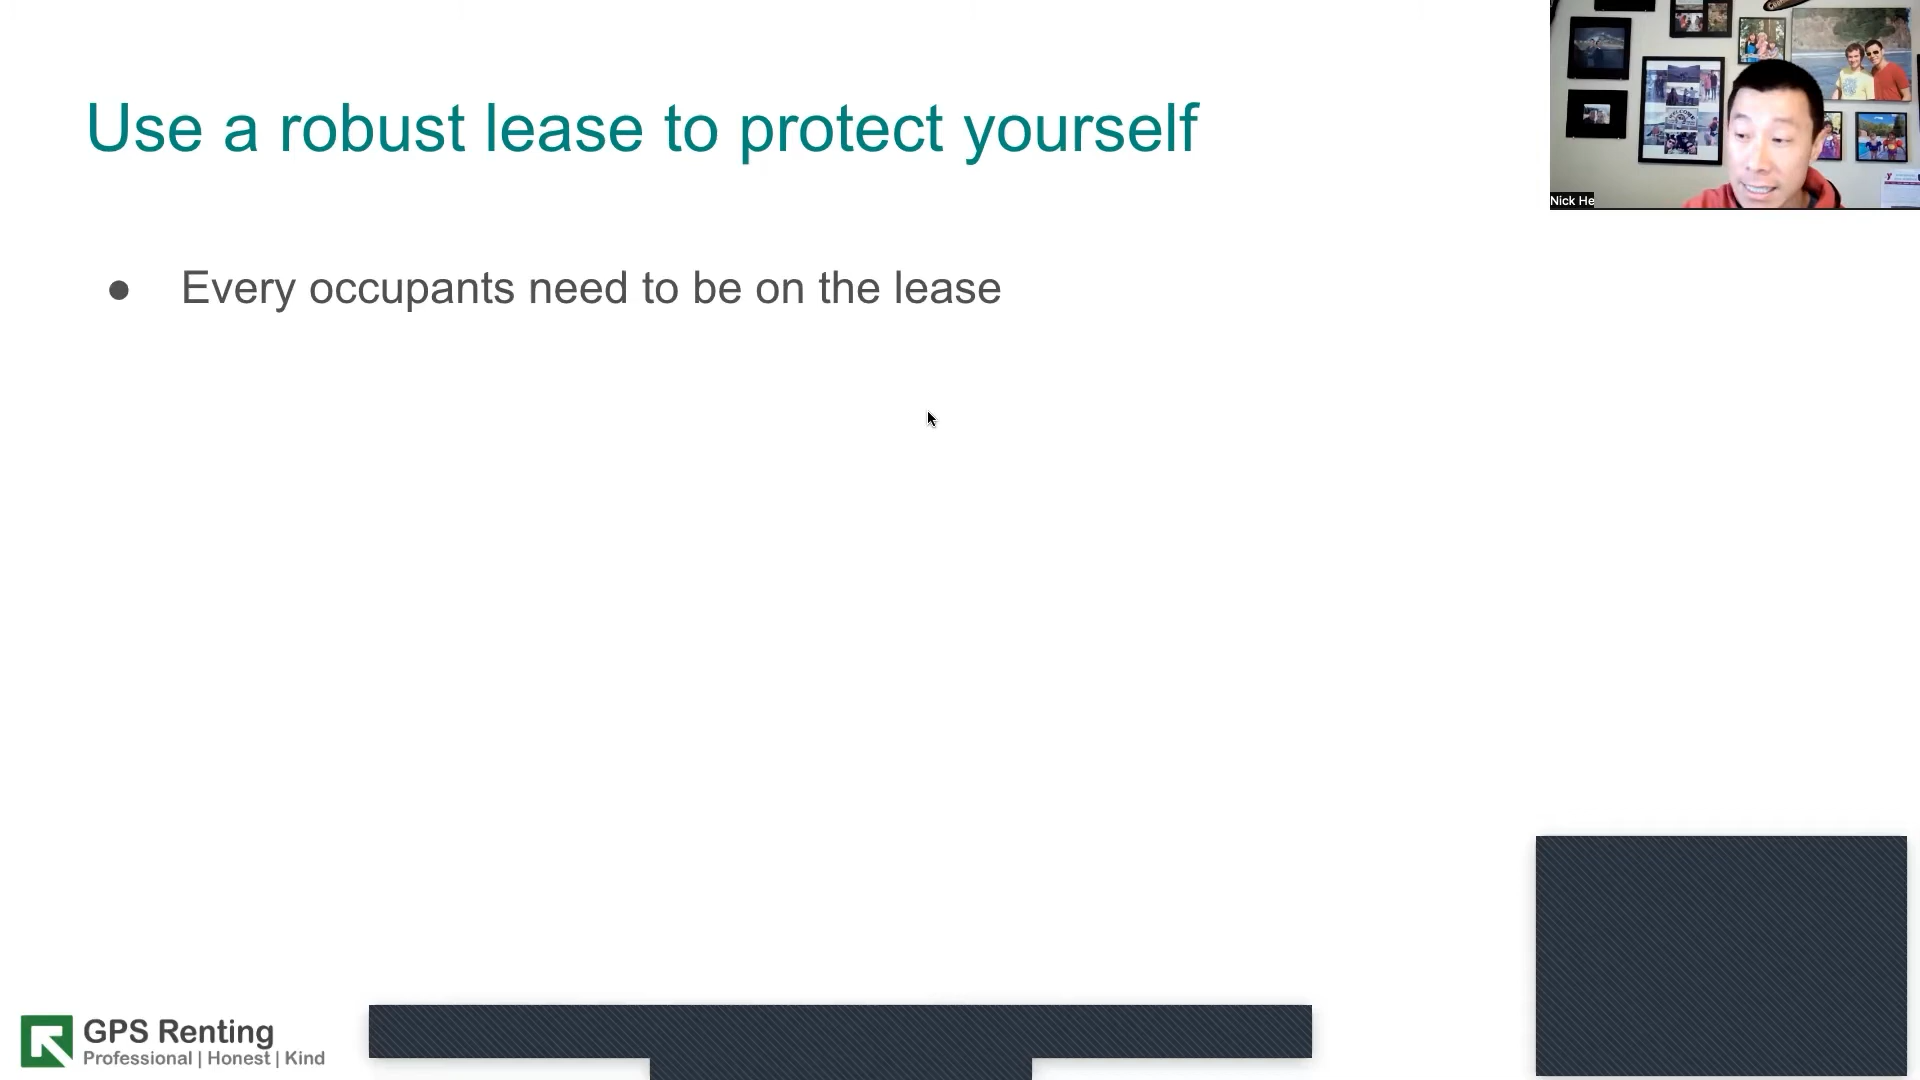 Use a robust lease to protect yourself
Nick He
● Every occupants need to be on the lease
GPS Renting
Professional | Honest | Kind